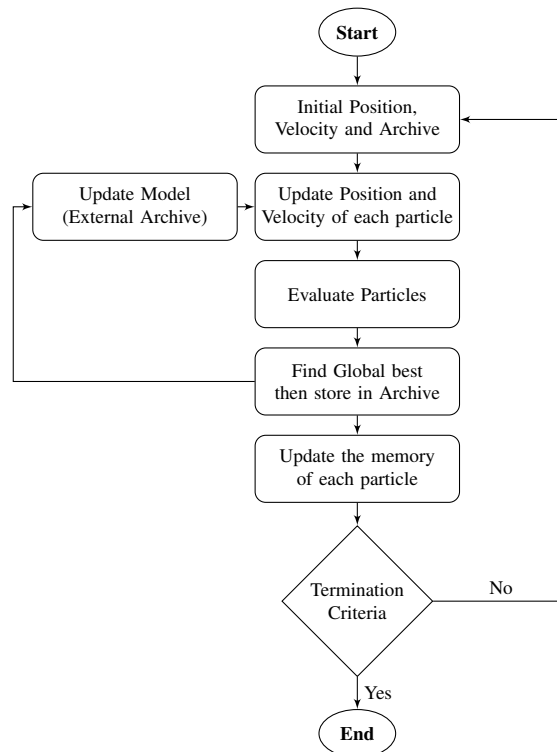 Start
Initial Position,
Velocity and Archive
Update Model
(External Archive)
Update Position and
Velocity of each particle
Evaluate Particles
Find Global best
then store in Archive
Update the memory
of each particle
Termination
Criteria
No
Yes
End